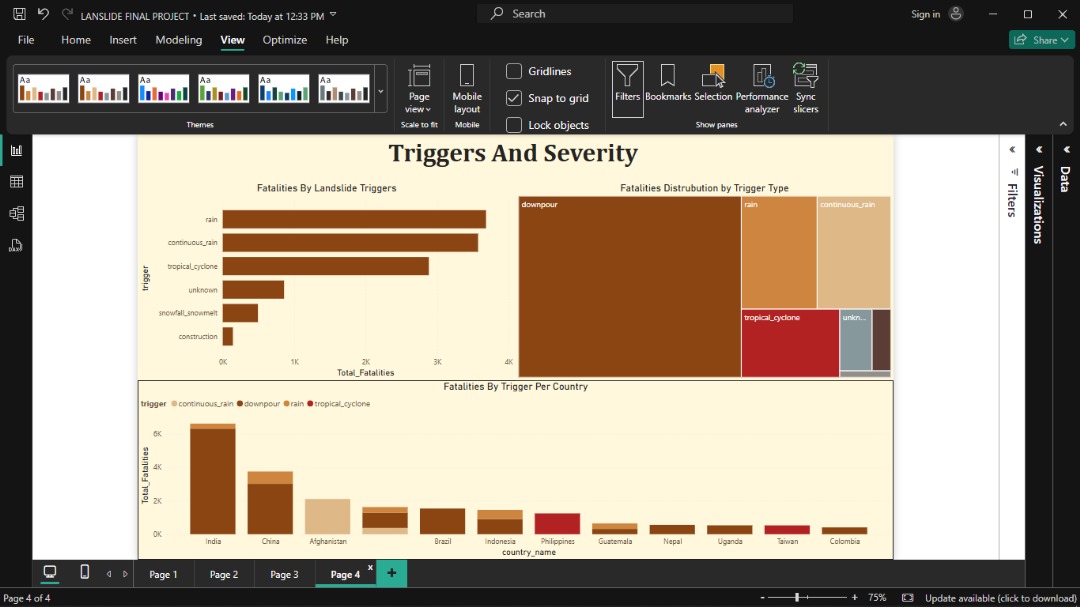 LANSLIDE FINAL PROJECT • Last saved: Today at 12:33 PM
Search
Sign in
File Home Insert Modeling View Optimize Help
Share
Aa Aa Aa Aa Aa Aa
Themes
Page view
Scale to fit
Mobile layout
Mobile
Gridlines
Snap to grid
Lock objects
Filters
Bookmarks
Selection
Performance analyzer
Sync slicers
Show panes
DAX
Triggers And Severity
Fatalities By Landslide Triggers
trigger
rain
continuous_rain
tropical_cyclone
unknown
snowfall_snowmelt
construction
0K 1K 2K 3K 4K
Total_Fatalities
Fatalities Distrubution by Trigger Type
downpour
rain
continuous_rain
tropical_cyclone
unkn...
Fatalities By Trigger Per Country
trigger continuous_rain downpour rain tropical_cyclone
Total_Fatalities
6K
4K
2K
0K
India China Afghanistan Brazil Indonesia Philippines Guatemala Nepal Uganda Taiwan Colombia
country_name
Filters
Visualizations
Data
Page 1 Page 2 Page 3 Page 4 x +
Page 4 of 4
- + 75%
Update available (click to download)